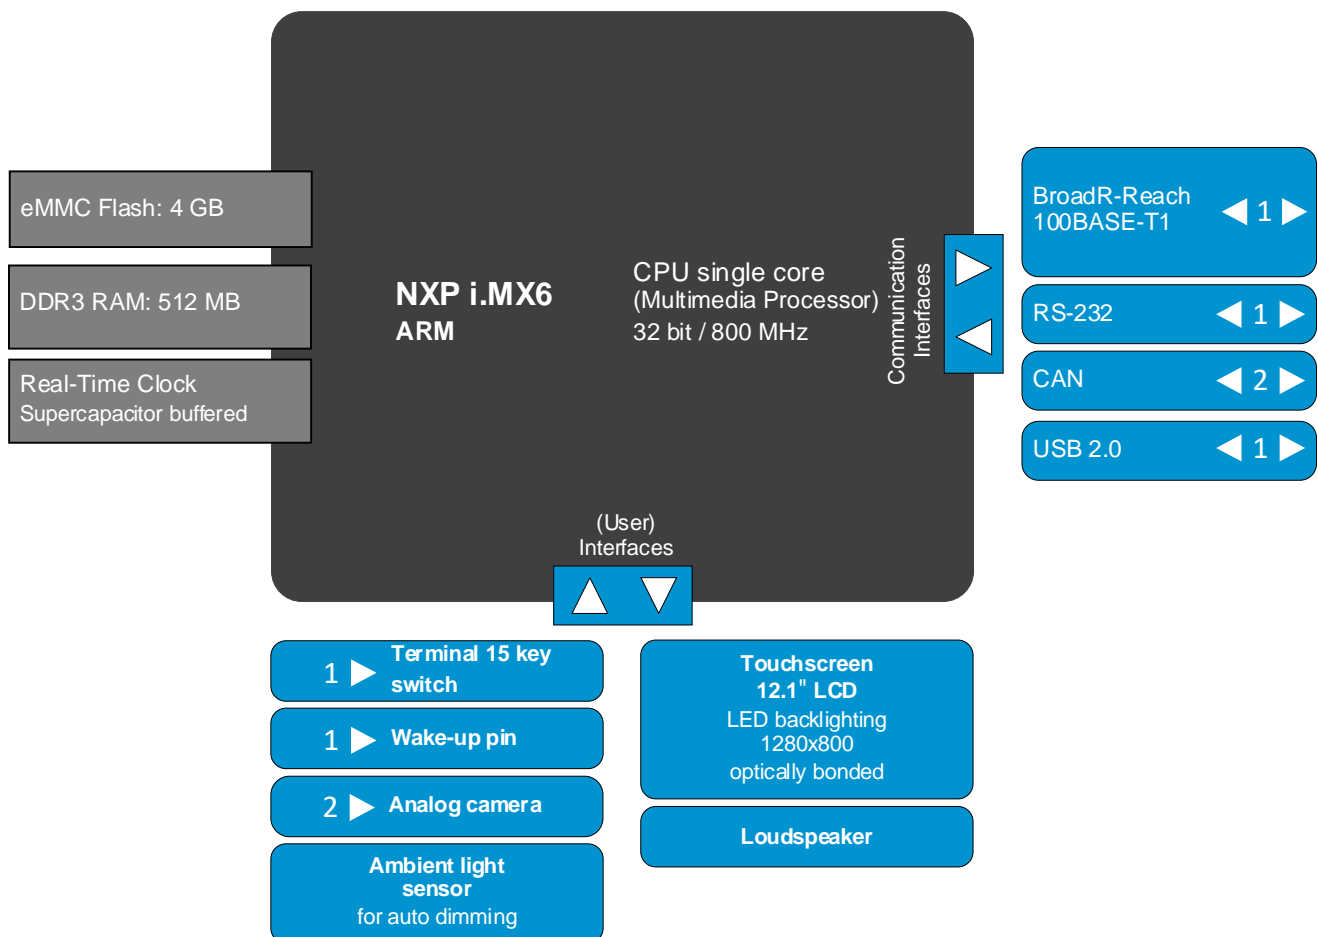 eMMC Flash: 4 GB
DDR3 RAM: 512 MB
Real-Time Clock
Supercapacitor buffered
NXP i.MX6
ARM
CPU single core
(Multimedia Processor)
32 bit / 800 MHz
Communication
Interfaces
BroadR-Reach
100BASE-T1
1
RS-232
1
CAN
2
USB 2.0
1
(User)
Interfaces
1
Terminal 15 key
switch
1
Wake-up pin
2
Analog camera
Ambient light
sensor
for auto dimming
Touchscreen
12.1" LCD
LED backlighting
1280x800
optically bonded
Loudspeaker